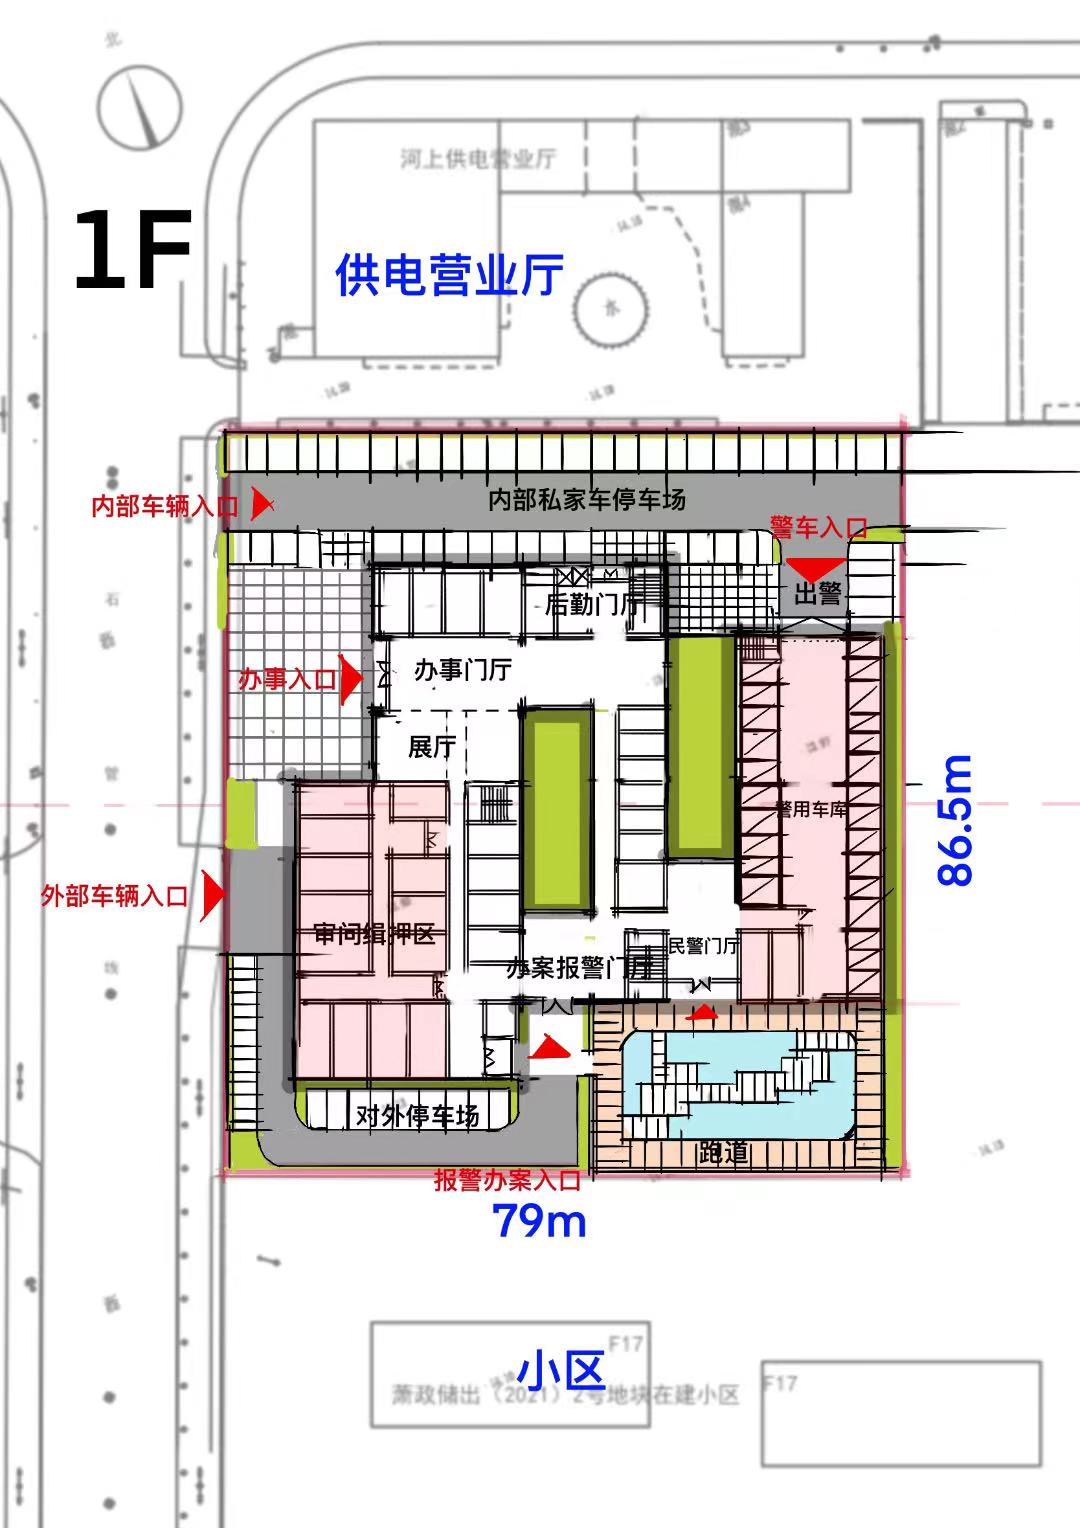 北
1F
河上供电营业厅
供电营业厅
水
内部车辆入口
内部私家车停车场
警车入口
出警
后勤门厅
办事门厅
办事入口
展厅
石
管
警用车库
86.5m
外部车辆入口
审问缉押区
办案报警门厅
民警门厅
对外停车场
跑道
报警办案入口
79m
F17
小区
萧政储出（2021）2号地块在建小区
F17